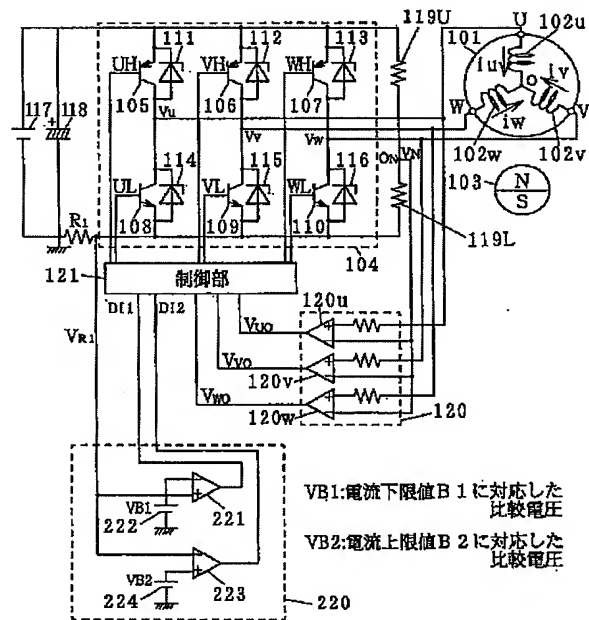 119U
U
102u
101
iu
iv
O
W
V
iw
102w
102v
103
N
S
111
112
113
UH
VH
WH
105
106
107
117
118
+
Vu
Vv
Vw
114
115
116
ON
VN
UL
VL
WL
108
109
110
R1
104
119L
121
制御部
DI1
DI2
120u
VR1
VUO
VVO
120v
VWO
120w
120
VB1
222
221
VB2
224
223
220
VB1:電流下限値B1に対応した
比較電圧
VB2:電流上限値B2に対応した
比較電圧